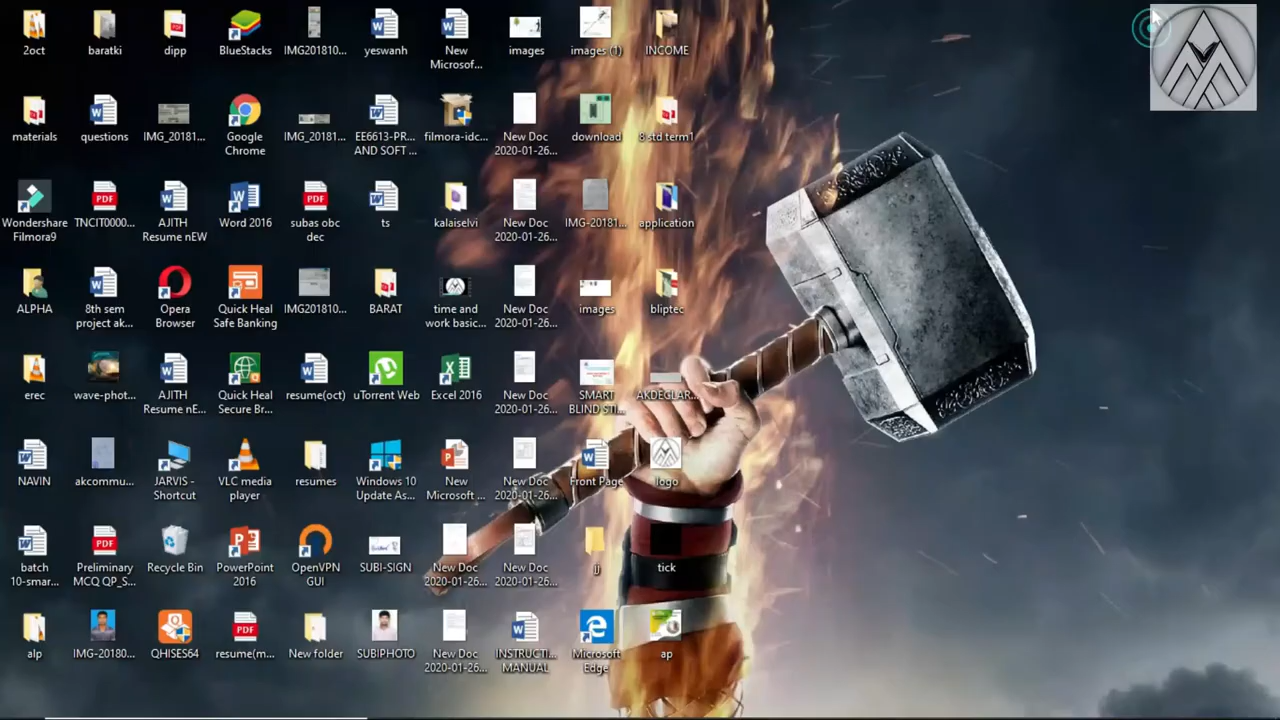 2oct
baratki
dipp
BlueStacks
IMG201810...
yeswanh
New
Microsof...
images
images (1)
INCOME
materials
questions
IMG_20181...
Google
Chrome
IMG_20181...
EE6613-PR...
AND SOFT ...
filmora-idc...
New Doc
2020-01-26...
download
8 std term1
Wondershare
Filmora9
TNCIT0000...
AJITH
Resume nEW
Word 2016
subas obc
dec
ts
kalaiselvi
New Doc
2020-01-26...
IMG-20181...
application
ALPHA
8th sem
project ak...
Opera
Browser
Quick Heal
Safe Banking
IMG201810...
BARAT
time and
work basic...
New Doc
2020-01-26...
images
bliptec
erec
wave-phot...
AJITH
Resume nE...
Quick Heal
Secure Br...
resume(oct)
uTorrent Web
Excel 2016
New Doc
2020-01-26...
SMART
BLIND STI...
AKDEGLAR...
NAVIN
akcommu...
JARVIS -
Shortcut
VLC media
player
resumes
Windows 10
Update As...
New
Microsoft ...
New Doc
2020-01-26...
Front Page
logo
batch
10-smar...
Preliminary
MCQ QP_S...
Recycle Bin
PowerPoint
2016
OpenVPN
GUI
SUBI-SIGN
New Doc
2020-01-26...
New Doc
2020-01-26...
jj
tick
alp
IMG-20180...
QHISES64
resume(m...
New folder
SUBIPHOTO
New Doc
2020-01-26...
INSTRUCTI...
MANUAL
Microsoft
Edge
ap